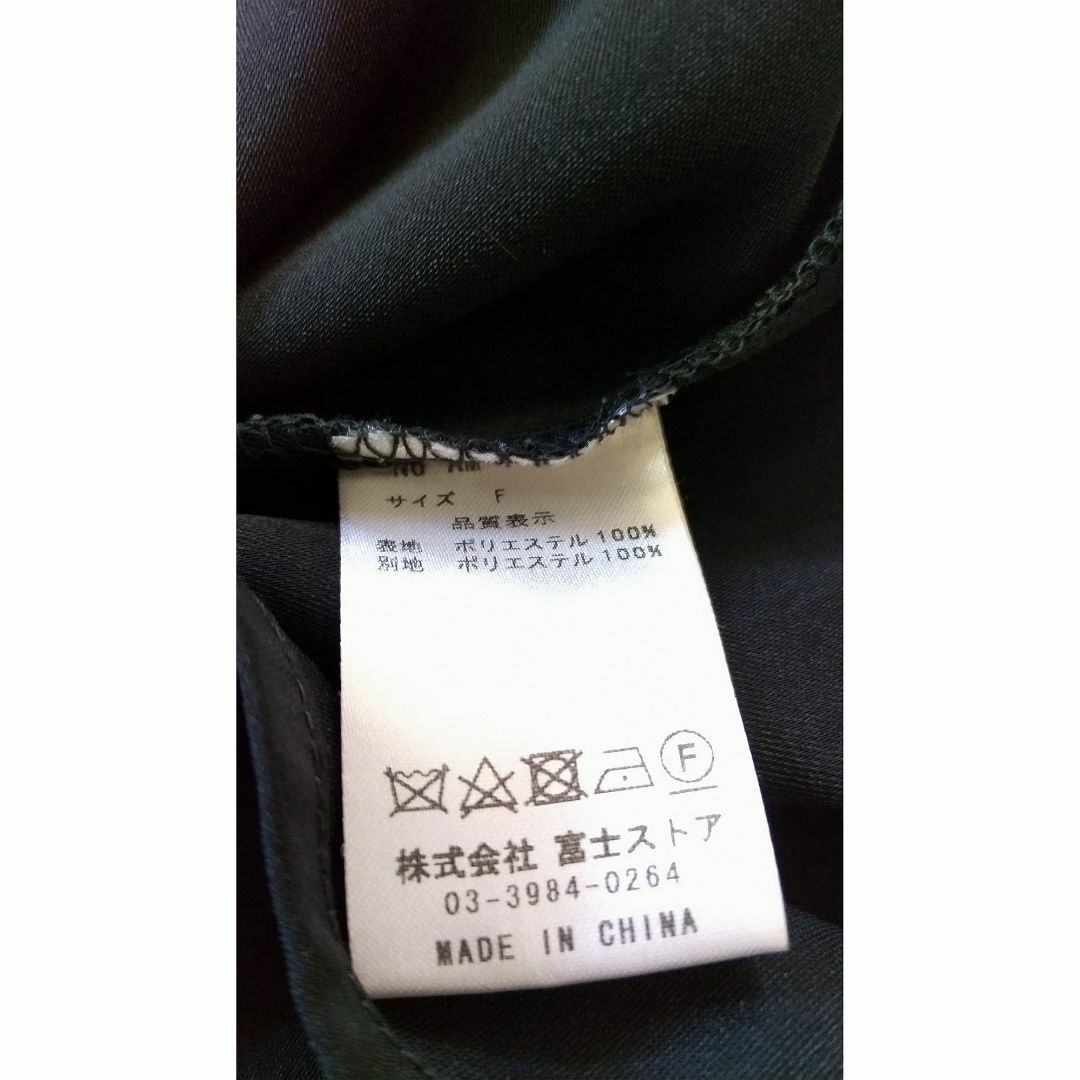 サイズ F
品質表示
表地 ポリエステル100%
別地 ポリエステル100%
F
株式会社 富士ストア
03-3984-0264
MADE IN CHINA